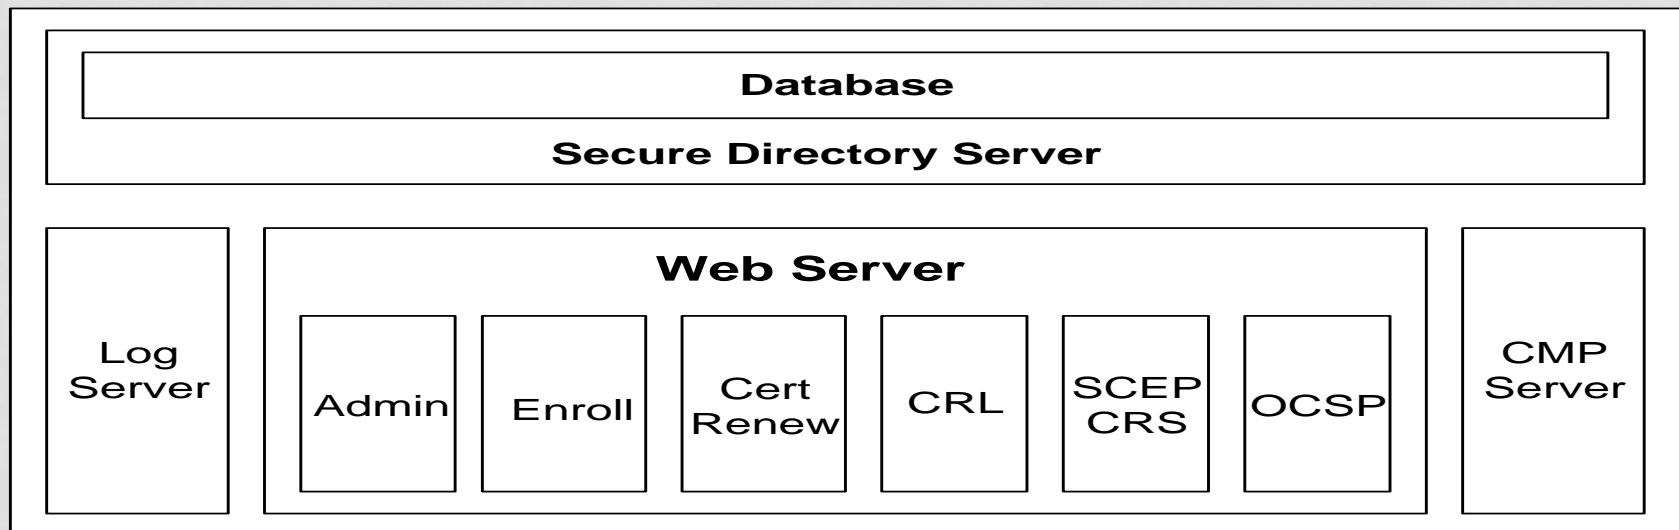 Database
Secure Directory Server
Web Server
Log
Server
Admin
Enroll
Cert
Renew
CRL
SCEP
CRS
OCSP
CMP
Server